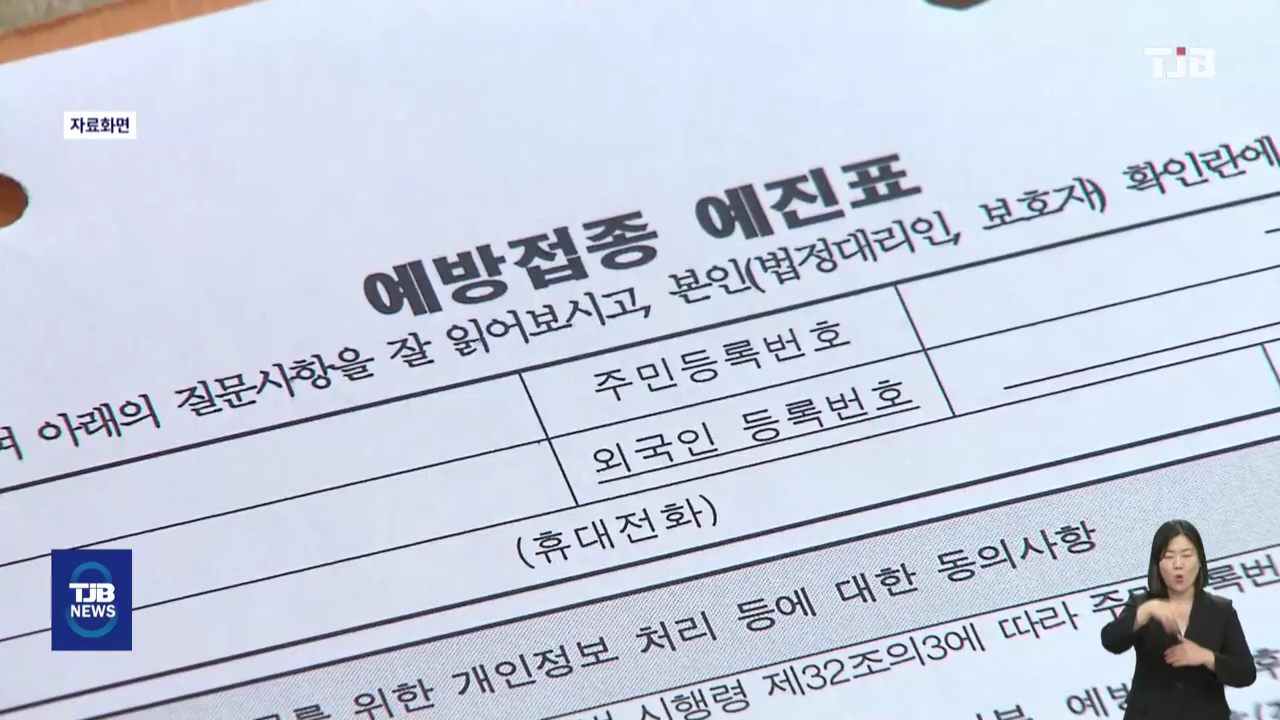 TJB
자료화면
예방접종 예진표
아래의 질문사항을 잘 읽어보시고, 본인(법정대리인, 보호자) 확인란에
주민등록번호
외국인 등록번호
(휴대전화)
위한 개인정보 처리 등에 대한 동의사항
시행령 제32조의3에 따라
TJB
NEWS